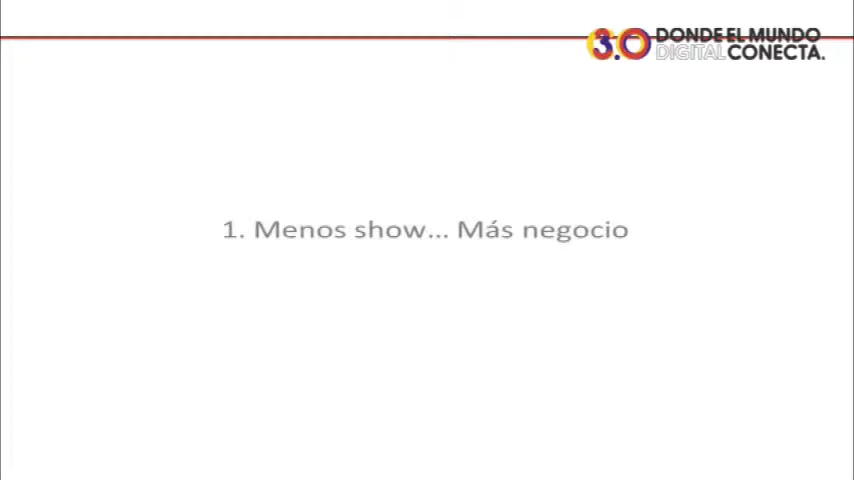 3.0 DONDE EL MUNDO
DIGITAL CONECTA.
1. Menos show... Más negocio